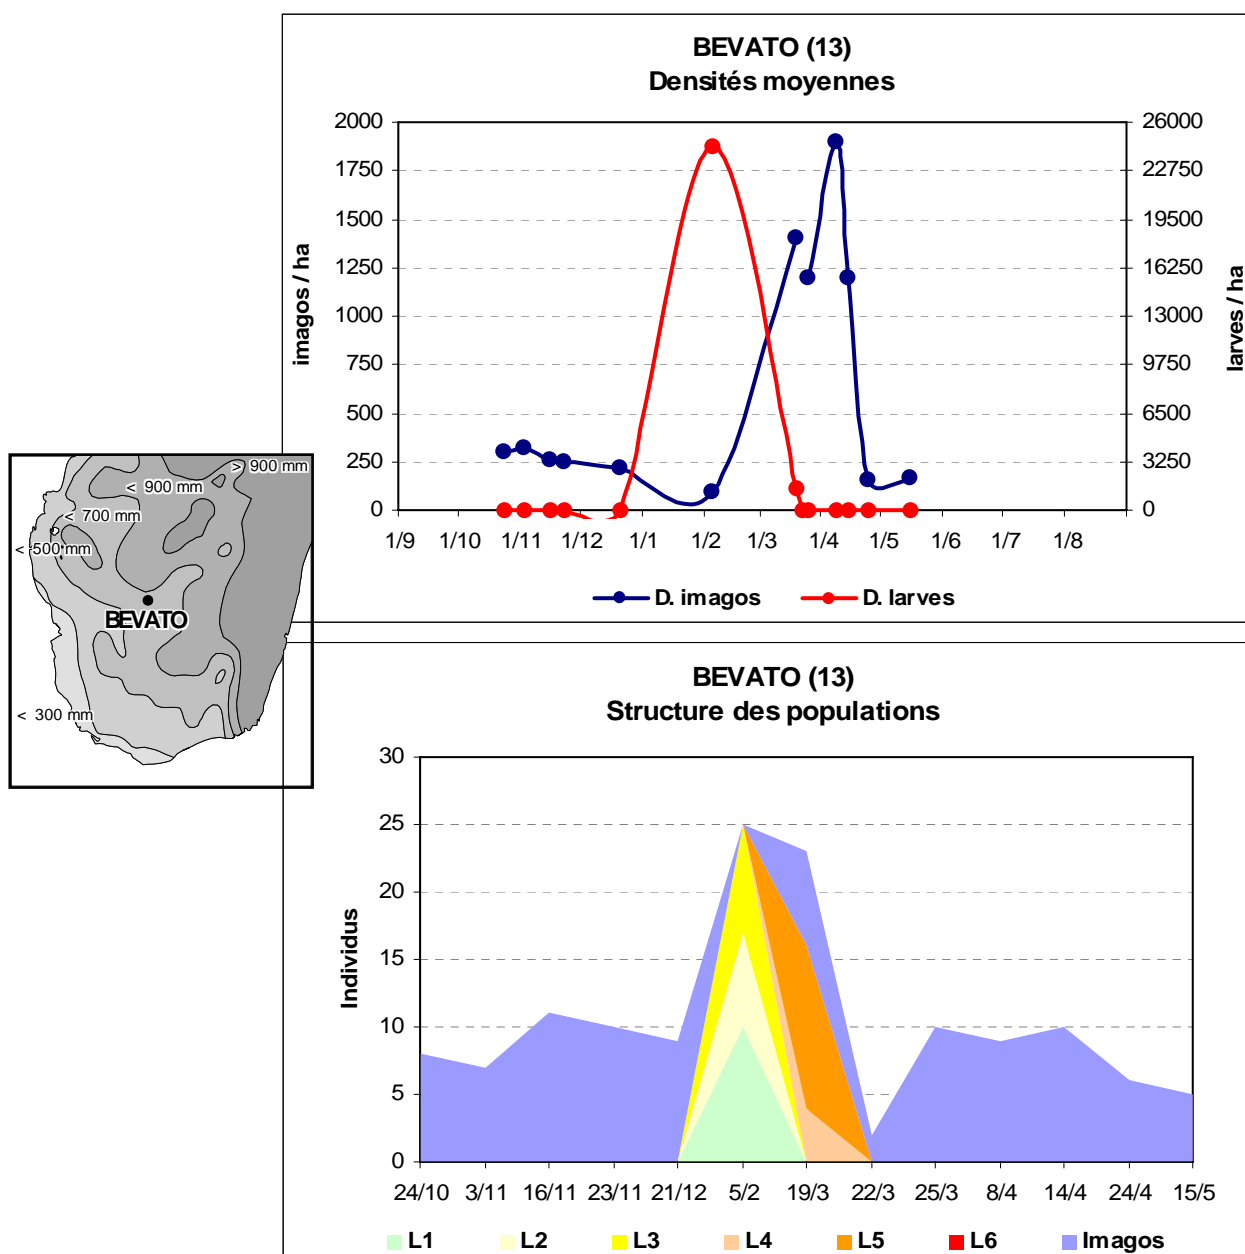 BEVATO (13)
Densités moyennes
2000
1750
1500
1250
1000
750
500
250
0
imagos / ha
26000
22750
19500
16250
13000
9750
6500
3250
0
larves / ha
1/9 1/10 1/11 1/12 1/1 1/2 1/3 1/4 1/5 1/6 1/7 1/8
D. imagos D. larves
> 900 mm
< 900 mm
< 700 mm
< 500 mm
BEVATO
< 300 mm
BEVATO (13)
Structure des populations
30
25
20
15
10
5
0
Individus
24/10 3/11 16/11 23/11 21/12 5/2 19/3 22/3 25/3 8/4 14/4 24/4 15/5
L1 L2 L3 L4 L5 L6 Imagos